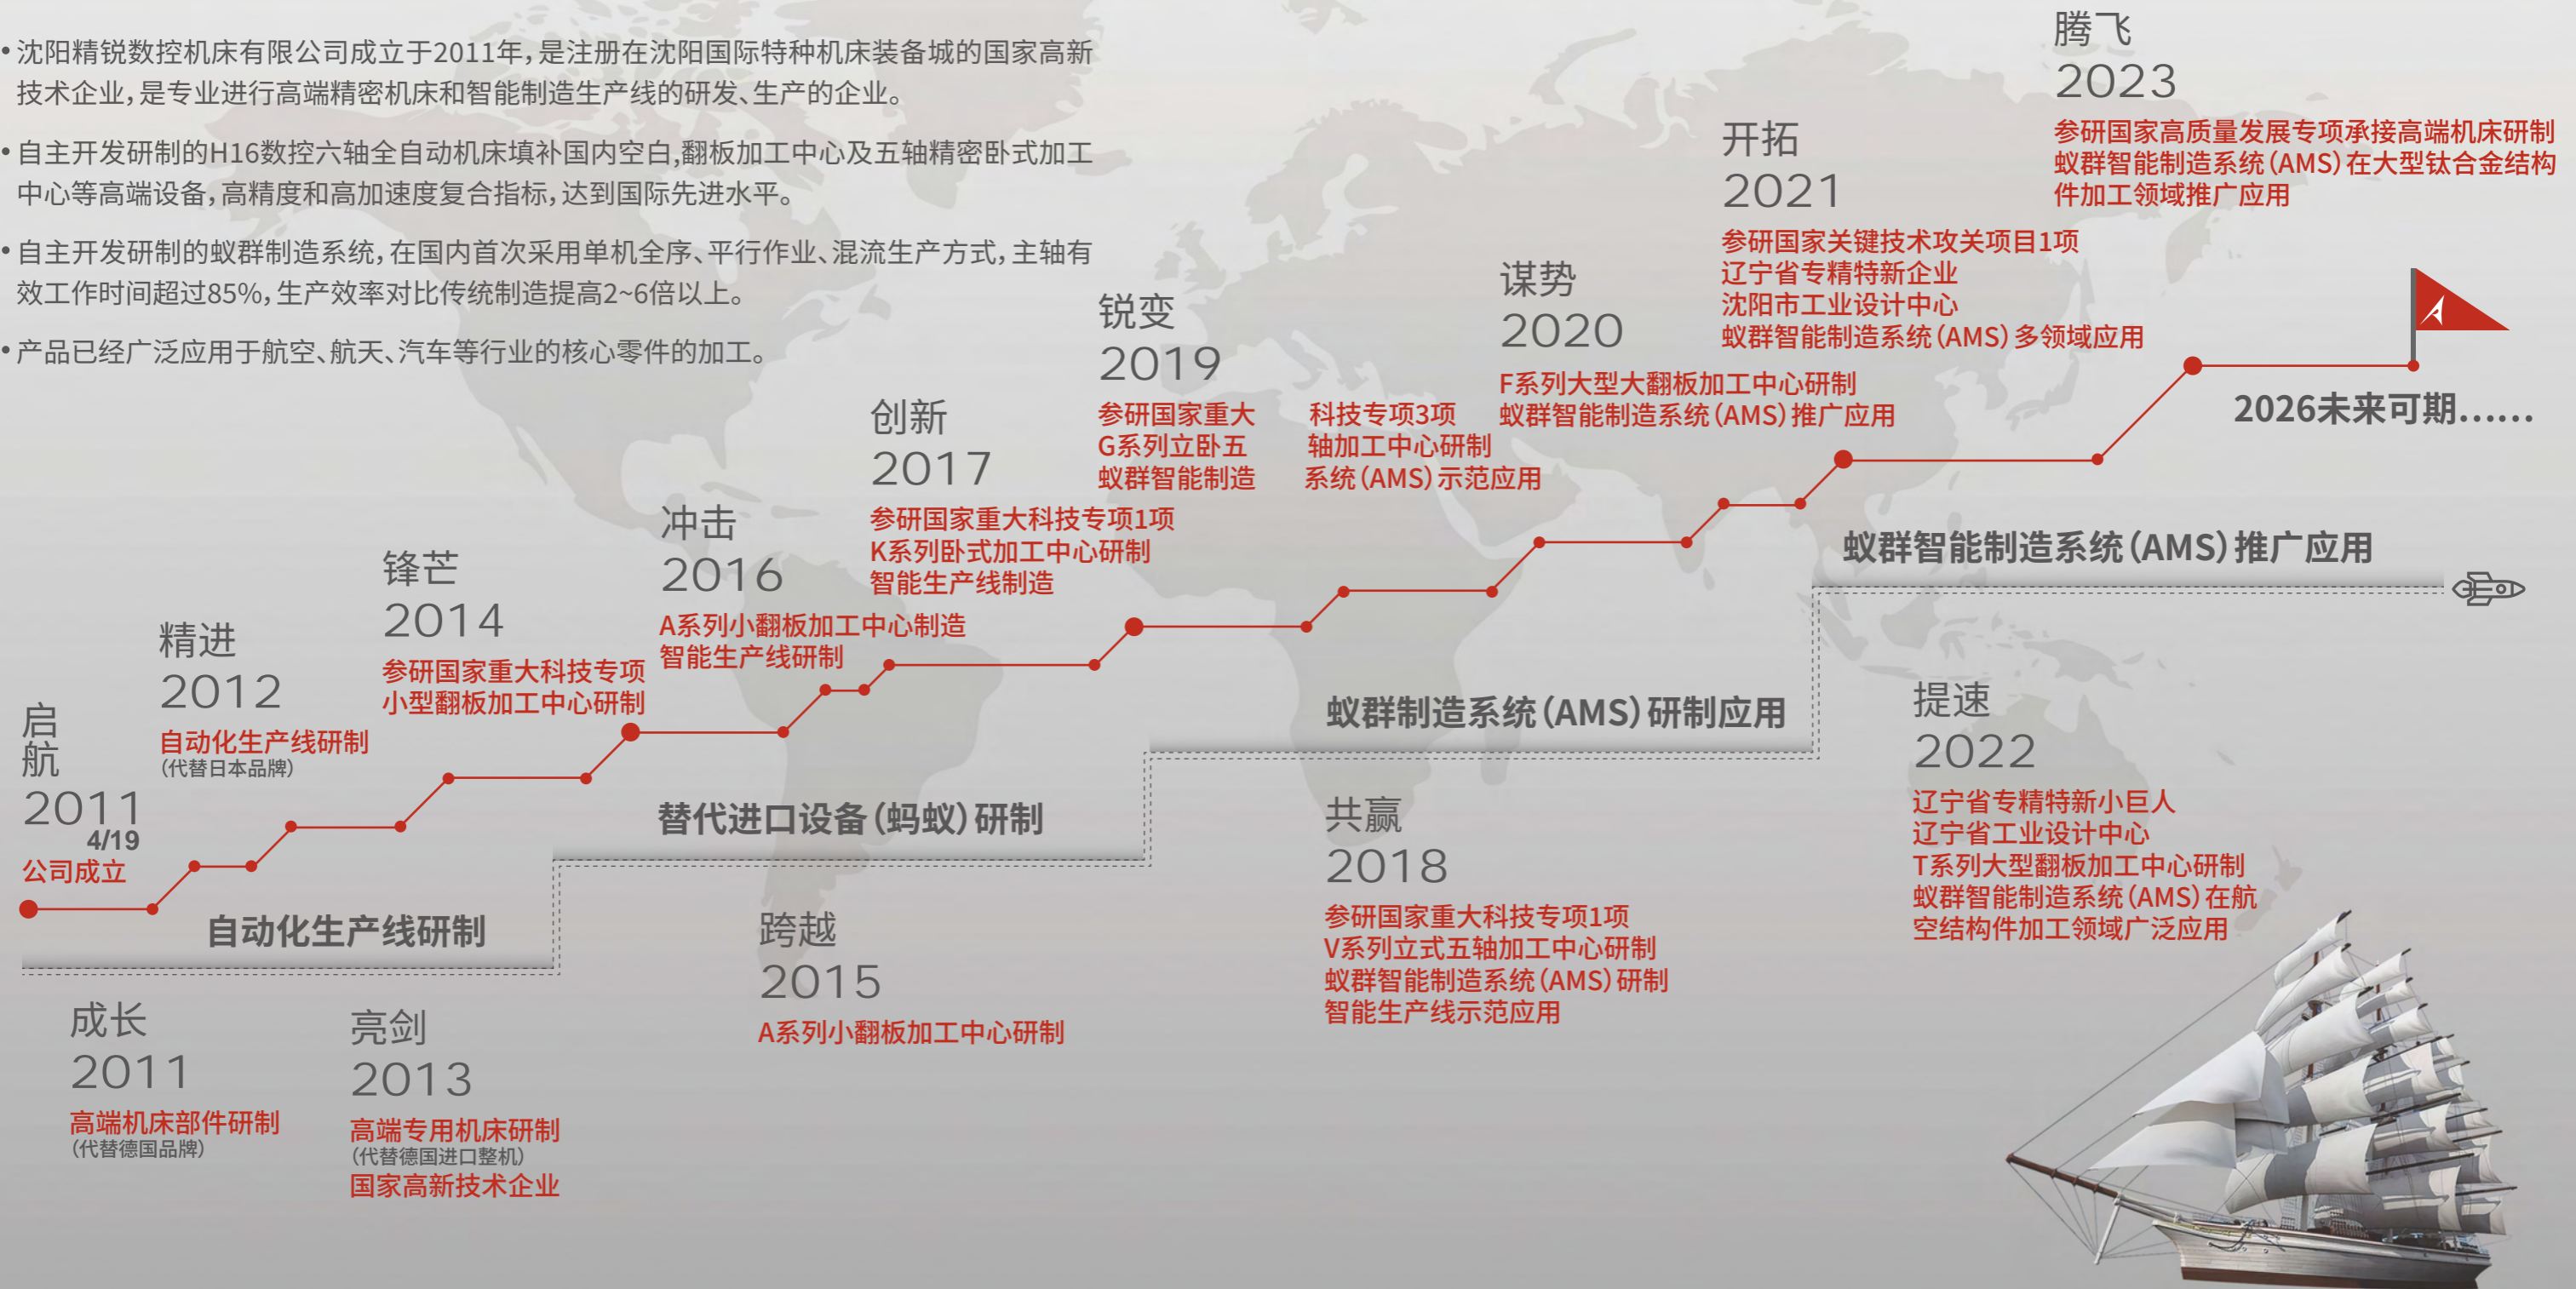 • 沈阳精锐数控机床有限公司成立于2011年，是注册在沈阳国际特种机床装备城的国家高新
技术企业，是专业进行高端精密机床和智能制造生产线的研发、生产的企业。
• 自主开发研制的H16数控六轴全自动机床填补国内空白,翻板加工中心及五轴精密卧式加工
中心等高端设备，高精度和高加速度复合指标，达到国际先进水平。
• 自主开发研制的蚁群制造系统，在国内首次采用单机全序、平行作业、混流生产方式，主轴有
效工作时间超过85%，生产效率对比传统制造提高2~6倍以上。
• 产品已经广泛应用于航空、航天、汽车等行业的核心零件的加工。
启
航
2011
4/19
公司成立
成长
2011
高端机床部件研制
（代替德国品牌）
精进
2012
自动化生产线研制
（代替日本品牌）
亮剑
2013
高端专用机床研制
（代替德国进口整机）
国家高新技术企业
锋芒
2014
参研国家重大科技专项
小型翻板加工中心研制
自动化生产线研制
跨越
2015
A系列小翻板加工中心研制
冲击
2016
A系列小翻板加工中心制造
智能生产线研制
创新
2017
参研国家重大科技专项1项
K系列卧式加工中心研制
智能生产线制造
替代进口设备（蚂蚁）研制
共赢
2018
参研国家重大科技专项1项
V系列立式五轴加工中心研制
蚁群智能制造系统（AMS）研制
智能生产线示范应用
锐变
2019
参研国家重大 科技专项3项
G系列立卧五 轴加工中心研制
蚁群智能制造 系统（AMS）示范应用
谋势
2020
F系列大型大翻板加工中心研制
蚁群智能制造系统（AMS）推广应用
蚁群制造系统（AMS）研制应用
开拓
2021
参研国家关键技术攻关项目1项
辽宁省专精特新企业
沈阳市工业设计中心
蚁群智能制造系统（AMS）多领域应用
提速
2022
辽宁省专精特新小巨人
辽宁省工业设计中心
T系列大型翻板加工中心研制
蚁群智能制造系统（AMS）在航
空结构件加工领域广泛应用
腾飞
2023
参研国家高质量发展专项承接高端机床研制
蚁群智能制造系统（AMS）在大型钛合金结构
件加工领域推广应用
2026未来可期……
蚁群智能制造系统（AMS）推广应用